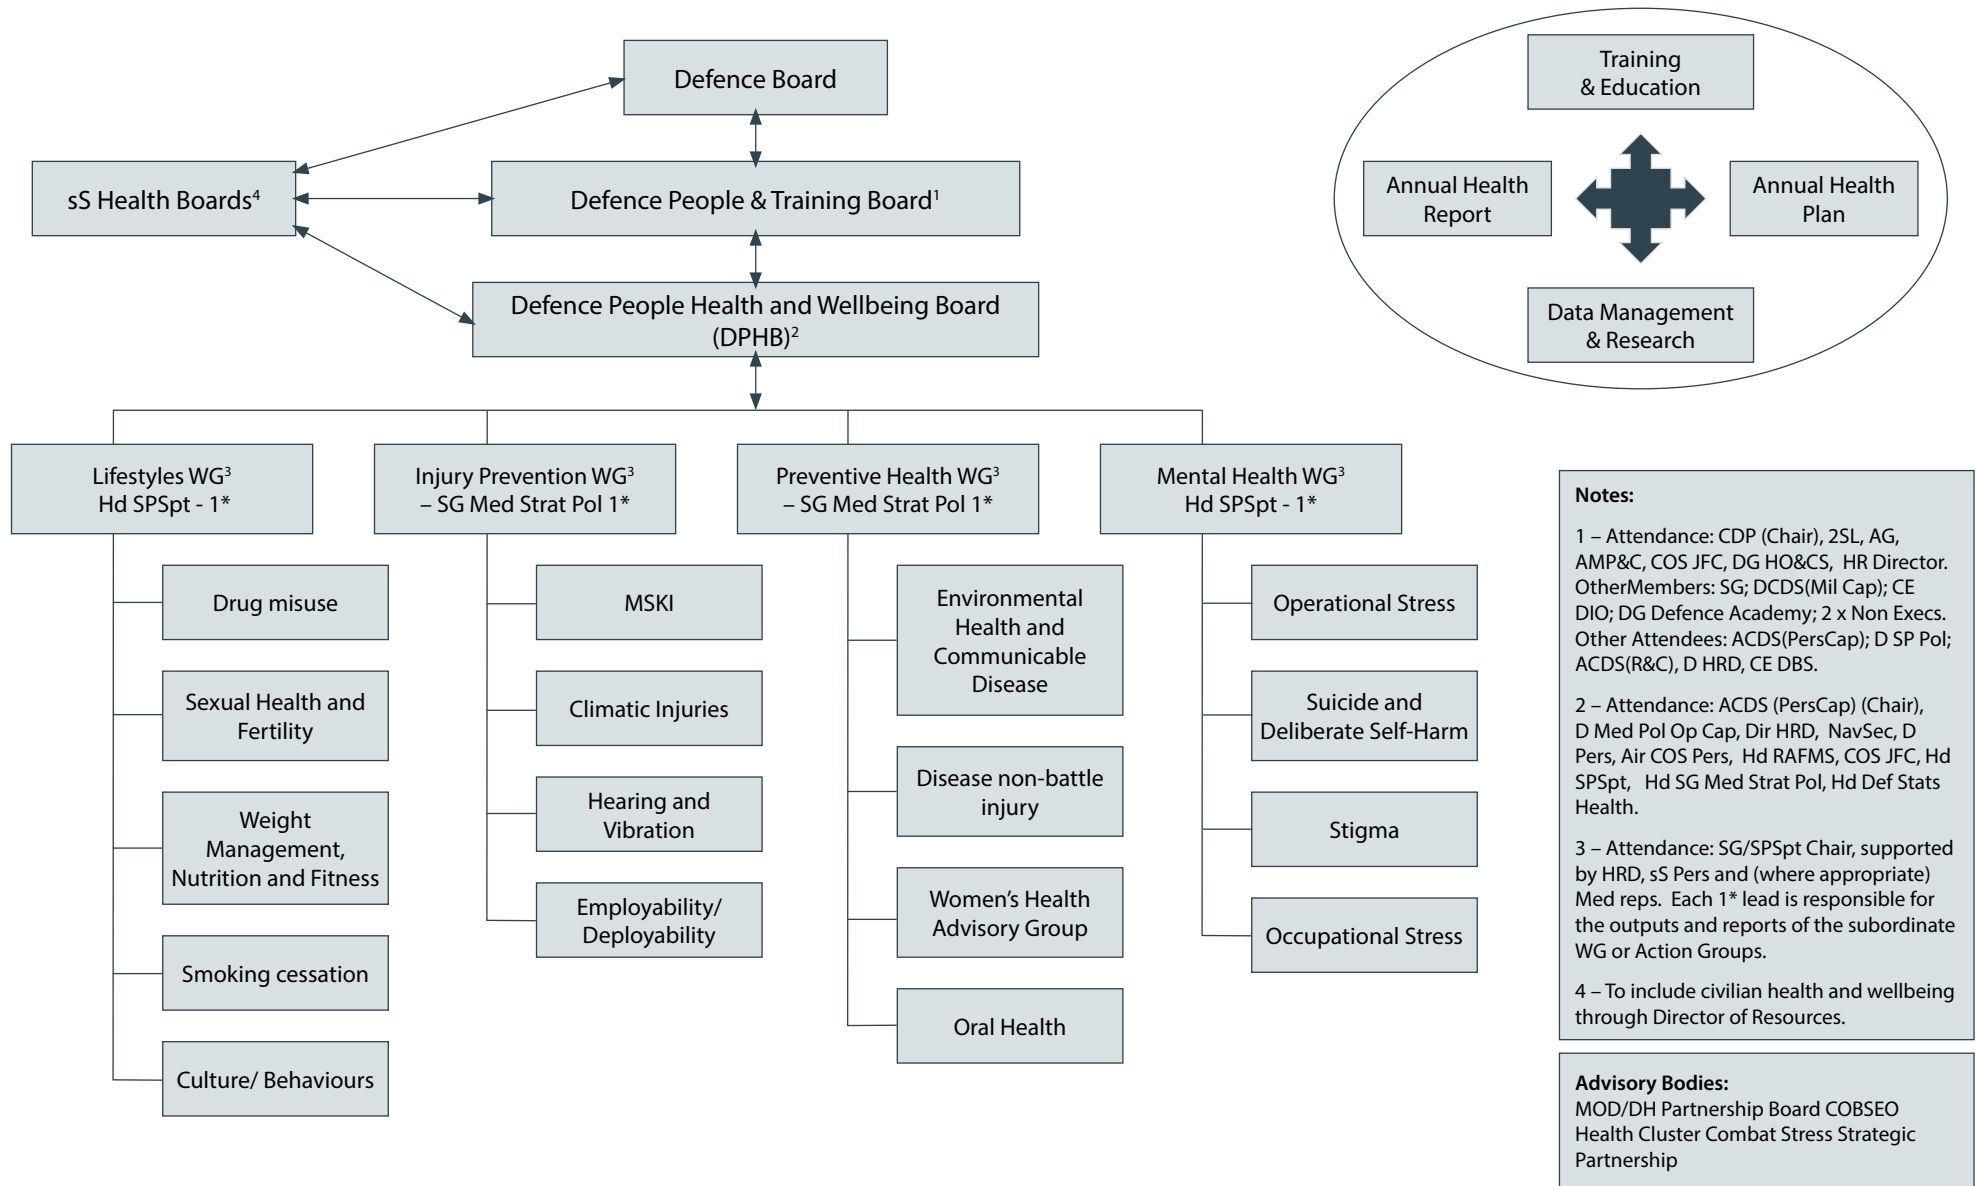 Defence Board
sS Health Boards⁴
Defence People & Training Board¹
Defence People Health and Wellbeing Board
(DPHB)²
Training
& Education
Annual Health
Report
Annual Health
Plan
Data Management
& Research
Lifestyles WG³
Hd SPSpt - 1*
Drug misuse
Sexual Health and
Fertility
Weight
Management,
Nutrition and Fitness
Smoking cessation
Culture/ Behaviours
Injury Prevention WG³
– SG Med Strat Pol 1*
MSKI
Climatic Injuries
Hearing and
Vibration
Employability/
Deployability
Preventive Health WG³
– SG Med Strat Pol 1*
Environmental
Health and
Communicable
Disease
Disease non-battle
injury
Women’s Health
Advisory Group
Oral Health
Mental Health WG³
Hd SPSpt - 1*
Operational Stress
Suicide and
Deliberate Self-Harm
Stigma
Occupational Stress
Notes:
1 – Attendance: CDP (Chair), 2SL, AG,
AMP&C, COS JFC, DG HO&CS, HR Director.
OtherMembers: SG; DCDS(Mil Cap); CE
DIO; DG Defence Academy; 2 x Non Execs.
Other Attendees: ACDS(PersCap); D SP Pol;
ACDS(R&C), D HRD, CE DBS.
2 – Attendance: ACDS (PersCap) (Chair),
D Med Pol Op Cap, Dir HRD, NavSec, D
Pers, Air COS Pers, Hd RAFMS, COS JFC, Hd
SPSpt, Hd SG Med Strat Pol, Hd Def Stats
Health.
3 – Attendance: SG/SPSpt Chair, supported
by HRD, sS Pers and (where appropriate)
Med reps. Each 1* lead is responsible for
the outputs and reports of the subordinate
WG or Action Groups.
4 – To include civilian health and wellbeing
through Director of Resources.
Advisory Bodies:
MOD/DH Partnership Board COBSEO
Health Cluster Combat Stress Strategic
Partnership